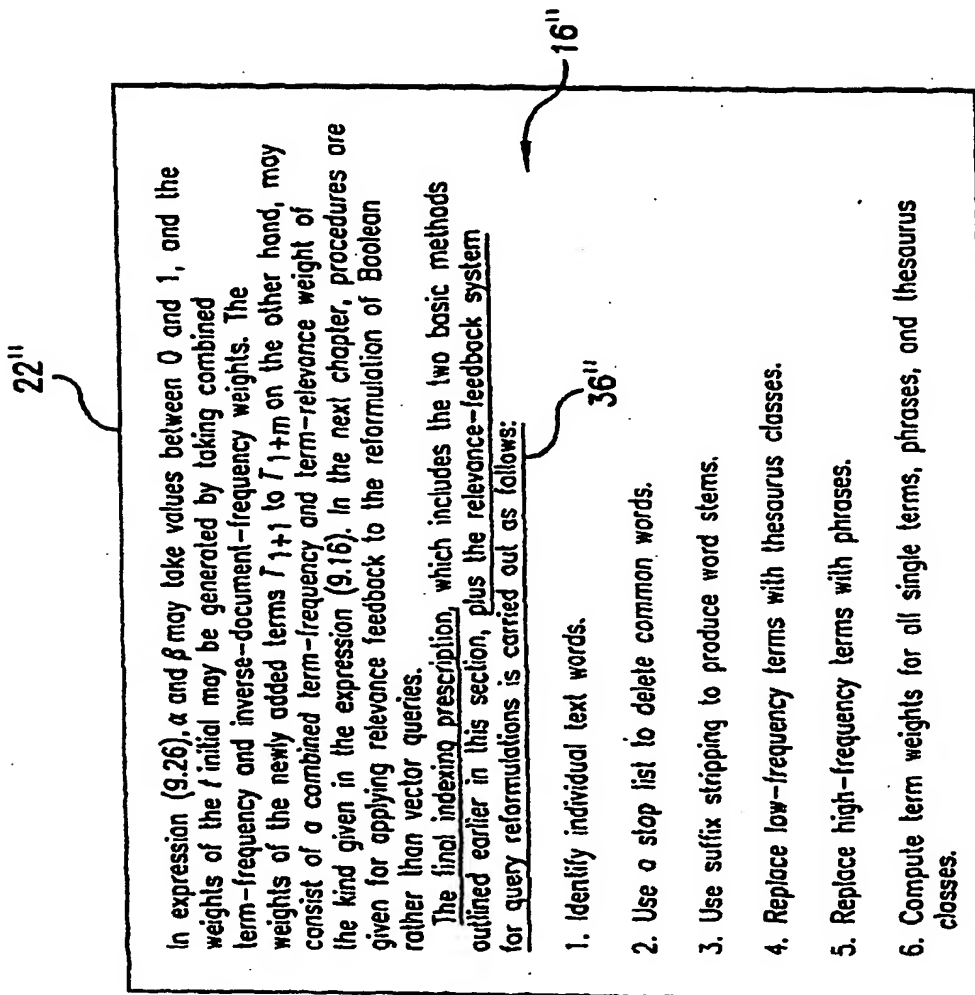 22"
In expression (9.26), α and β may take values between 0 and 1, and the
weights of the t initial may be generated by taking combined
term-frequency and inverse-document-frequency weights. The
weights of the newly added terms T 1+1 to T 1+m on the other hand, may
consist of a combined term-frequency and term-relevance weight of
the kind given in the expression (9.16). In the next chapter, procedures are
given for applying relevance feedback to the reformulation of Boolean
rather than vector queries.
The final indexing prescription, which includes the two basic methods
outlined earlier in this section, plus the relevance-feedback system
for query reformulations is carried out as follows:
16"
36"
1. Identify individual text words.
2. Use a stop list to delete common words.
3. Use suffix stripping to produce word stems.
4. Replace low-frequency terms with thesaurus classes.
5. Replace high-frequency terms with phrases.
6. Compute term weights for all single terms, phrases, and thesaurus
classes.